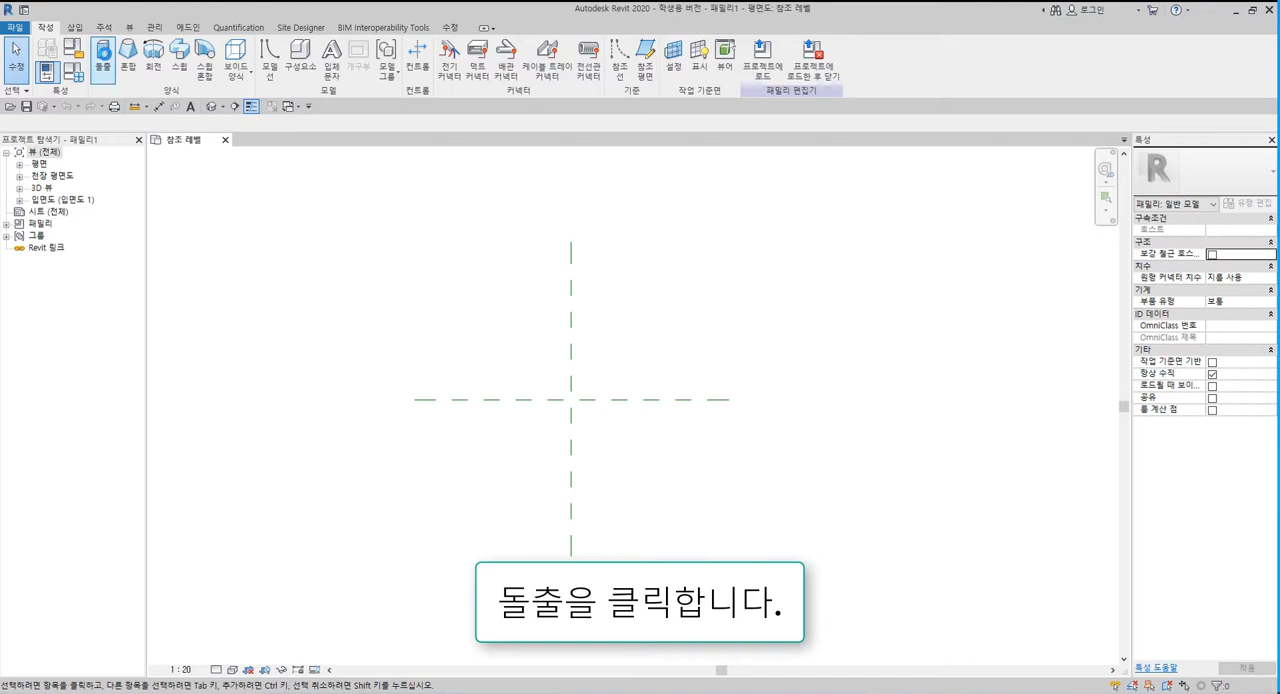 Autodesk Revit 2020 - 학생용 버전 - 패밀리1 - 평면도: 참조 레벨
로그인
파일 작성 삽입 주석 뷰 관리 애드인 Quantification Site Designer BIM Interoperability Tools 수정
수정 돌출 혼합 회전 스윕 스윕 혼합 보이드 양식 모델 선 구성요소 입체 문자 개구부 모델 그룹 컨트롤 전기 커넥터 덕트 커넥터 배관 커넥터 케이블 트레이 커넥터 전선관 커넥터 참조 선 참조 평면 설정 표시 뷰어 프로젝트에 로드 프로젝트에 로드한 후 닫기
선택 특성 양식 모델 컨트롤 커넥터 기준 작업 기준면 패밀리 편집기
프로젝트 탐색기 - 패밀리1
뷰 (전체)
평면
천장 평면도
3D 뷰
입면도 (입면도 1)
시트 (전체)
패밀리
그룹
Revit 링크
참조 레벨
특성
패밀리: 일반 모델 유형 편집
구속조건
호스트
구조
보강 철근 호스...
치수
원형 커넥터 치수 지름 사용
기계
부품 유형 보통
ID 데이터
OmniClass 번호
OmniClass 제목
기타
작업 기준면 기반
항상 수직
로드될 때 보이...
공유
룸 계산 점
돌출을 클릭합니다.
1 : 20
특성 도움말 적용
선택하려면 항목을 클릭하고, 다른 항목을 선택하려면 Tab 키, 추가하려면 Ctrl 키, 선택 취소하려면 Shift 키를 누르십시오.
:0